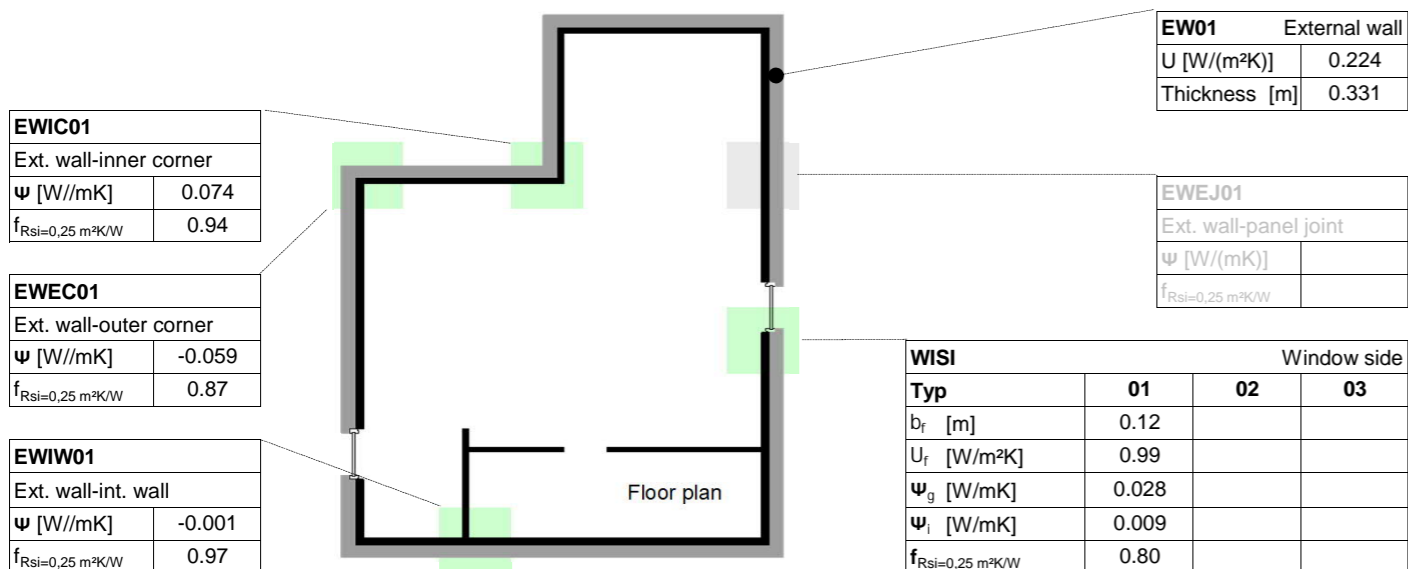 EW01 External wall
U [W/(m²K)] 0.224
Thickness [m] 0.331
EWIC01
Ext. wall-inner corner
Ψ [W//mK] 0.074
fRsi=0,25 m²K/W 0.94
EWEJ01
Ext. wall-panel joint
Ψ [W/(mK)]
fRsi=0,25 m²K/W
EWEC01
Ext. wall-outer corner
Ψ [W//mK] -0.059
fRsi=0,25 m²K/W 0.87
WISI Window side
Typ 01 02 03
bf [m] 0.12
Uf [W/m²K] 0.99
Ψg [W/mK] 0.028
Ψi [W/mK] 0.009
fRsi=0,25 m²K/W 0.80
EWIW01
Ext. wall-int. wall
Ψ [W//mK] -0.001
fRsi=0,25 m²K/W 0.97
Floor plan